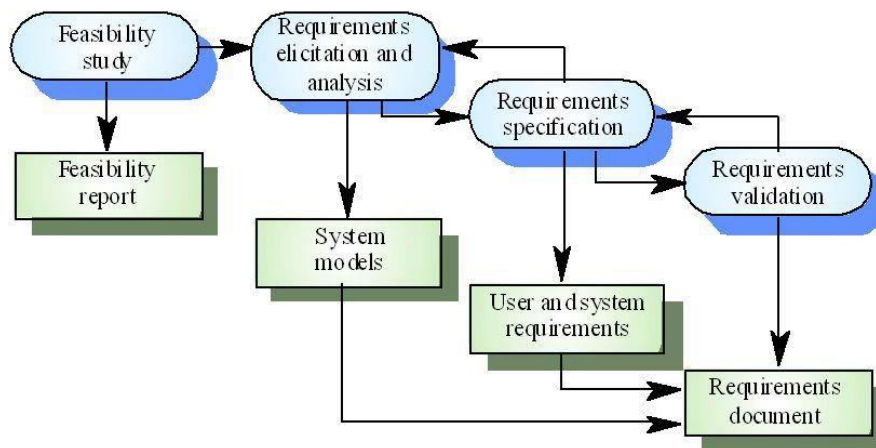 Feasibility
study
Requirements
elicitation and
analysis
Requirements
specification
Requirements
validation
Feasibility
report
System
models
User and system
requirements
Requirements
document